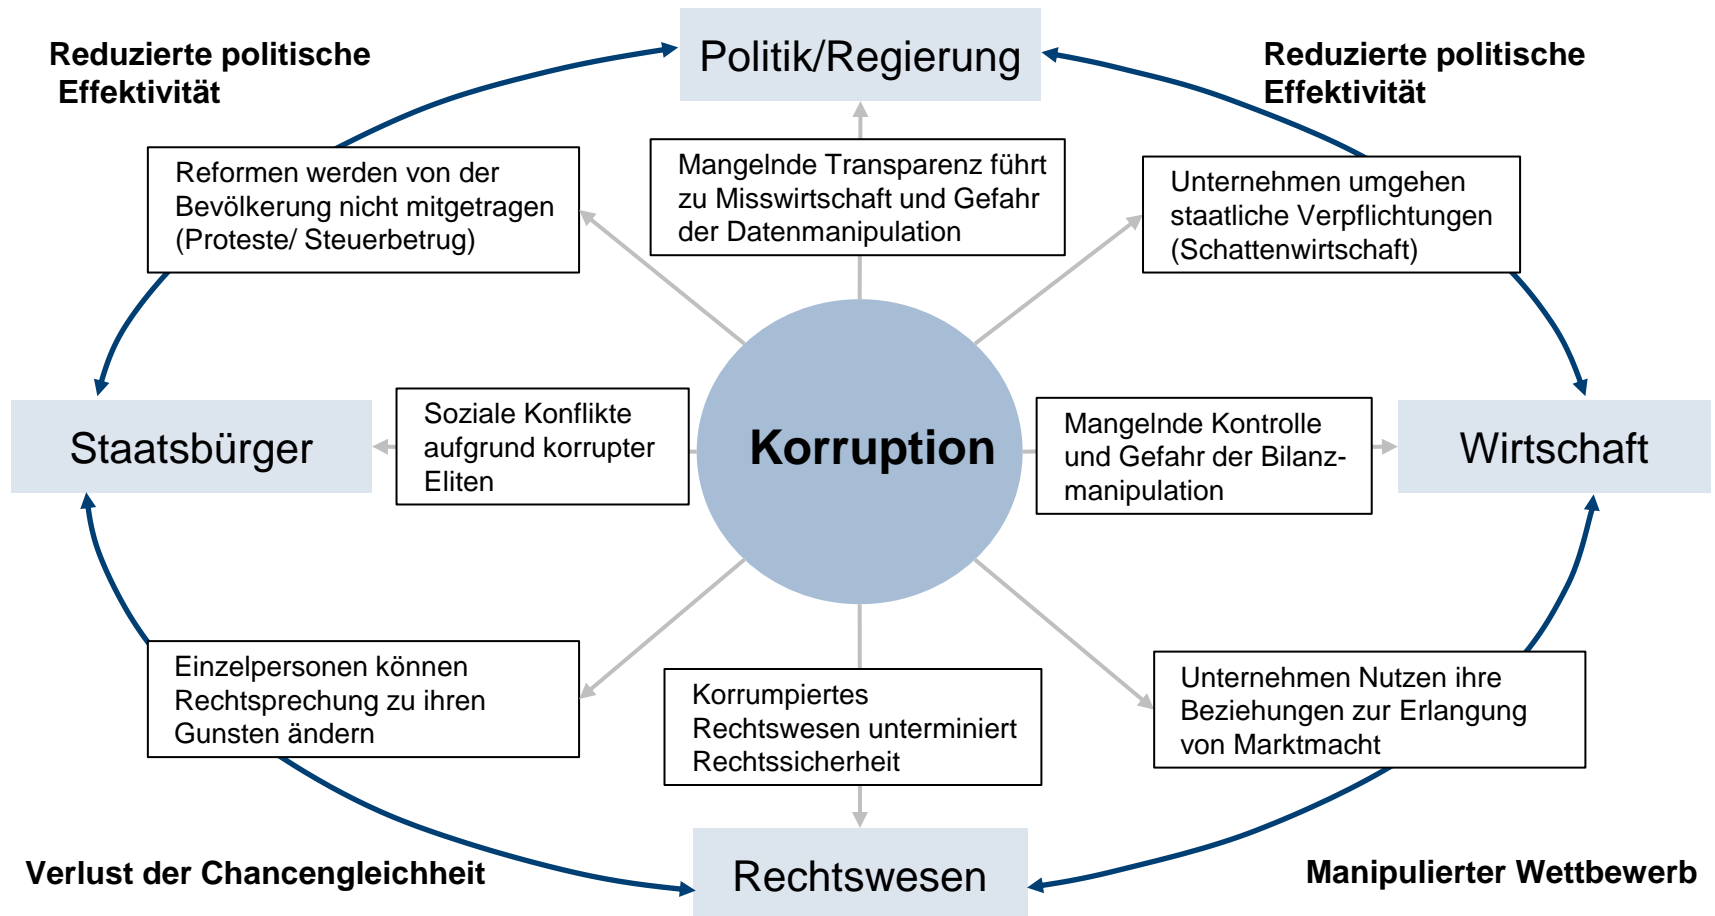 Reduzierte politische
Effektivität
Politik/Regierung
Reduzierte politische
Effektivität
Reformen werden von der
Bevölkerung nicht mitgetragen
(Proteste/ Steuerbetrug)
Mangelnde Transparenz führt
zu Misswirtschaft und Gefahr
der Datenmanipulation
Unternehmen umgehen
staatliche Verpflichtungen
(Schattenwirtschaft)
Staatsbürger
Soziale Konflikte
aufgrund korrupter
Eliten
Korruption
Mangelnde Kontrolle
und Gefahr der Bilanz-
manipulation
Wirtschaft
Einzelpersonen können
Rechtsprechung zu ihren
Gunsten ändern
Korrumpiertes
Rechtswesen unterminiert
Rechtssicherheit
Unternehmen Nutzen ihre
Beziehungen zur Erlangung
von Marktmacht
Verlust der Chancengleichheit
Rechtswesen
Manipulierter Wettbewerb